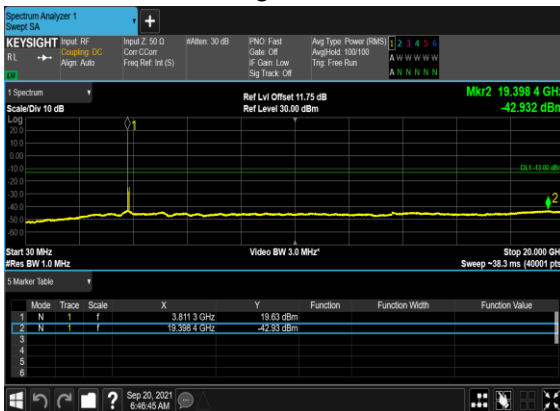 Spectrum Analyzer 1
Swept SA
KEYSIGHT Input: RF Input Z: 50 Ω #Atten: 30 dB PNO: Fast Avg Type: Power (RMS) 1 2 3 4 5 6
RL Coupling: DC Corr CCorr Gate: Off Avg|Hold: 100/100 A W W W W W
Align: Auto Freq Ref: Int (S) IF Gain: Low Trig: Free Run
Sig Track: Off A N N N N N
1 Spectrum Ref Lvl Offset 11.75 dB Mkr2 19.398 4 GHz
Scale/Div 10 dB Ref Level 30.00 dBm -42.932 dBm
Log
20.0
10.0
0.00
-10.0 DL1 -13.00 dBm
-20.0
-30.0
-40.0
-50.0
-60.0
1
2
Start 30 MHz Video BW 3.0 MHz* Stop 20.000 GH
#Res BW 1.0 MHz Sweep ~38.3 ms (40001 pts
5 Marker Table
Mode Trace Scale X Y Function Function Width Function Value
1 N 1 f 3.811 3 GHz 19.63 dBm
2 N 1 f 19.398 4 GHz -42.93 dBm
3
4
5
6
? Sep 20, 2021
6:46:45 AM